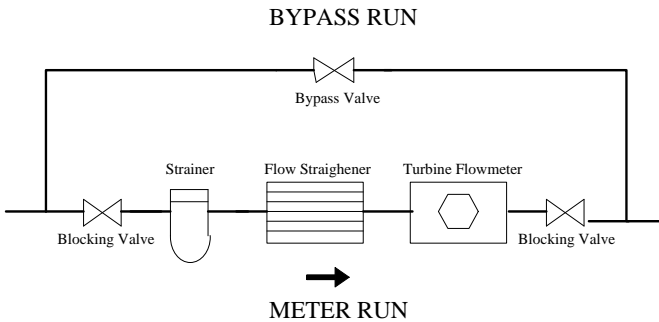 BYPASS RUN
Bypass Valve
Strainer
Flow Straighener
Turbine Flowmeter
Blocking Valve
Blocking Valve
METER RUN